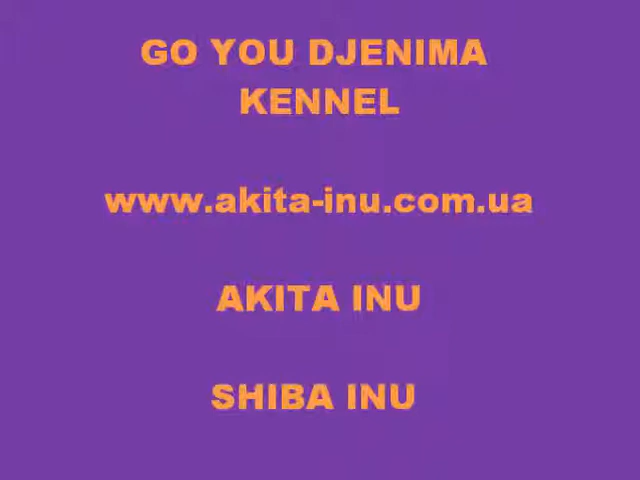 GO YOU DJENIMA
KENNEL
www.akita-inu.com.ua
AKITA INU
SHIBA INU